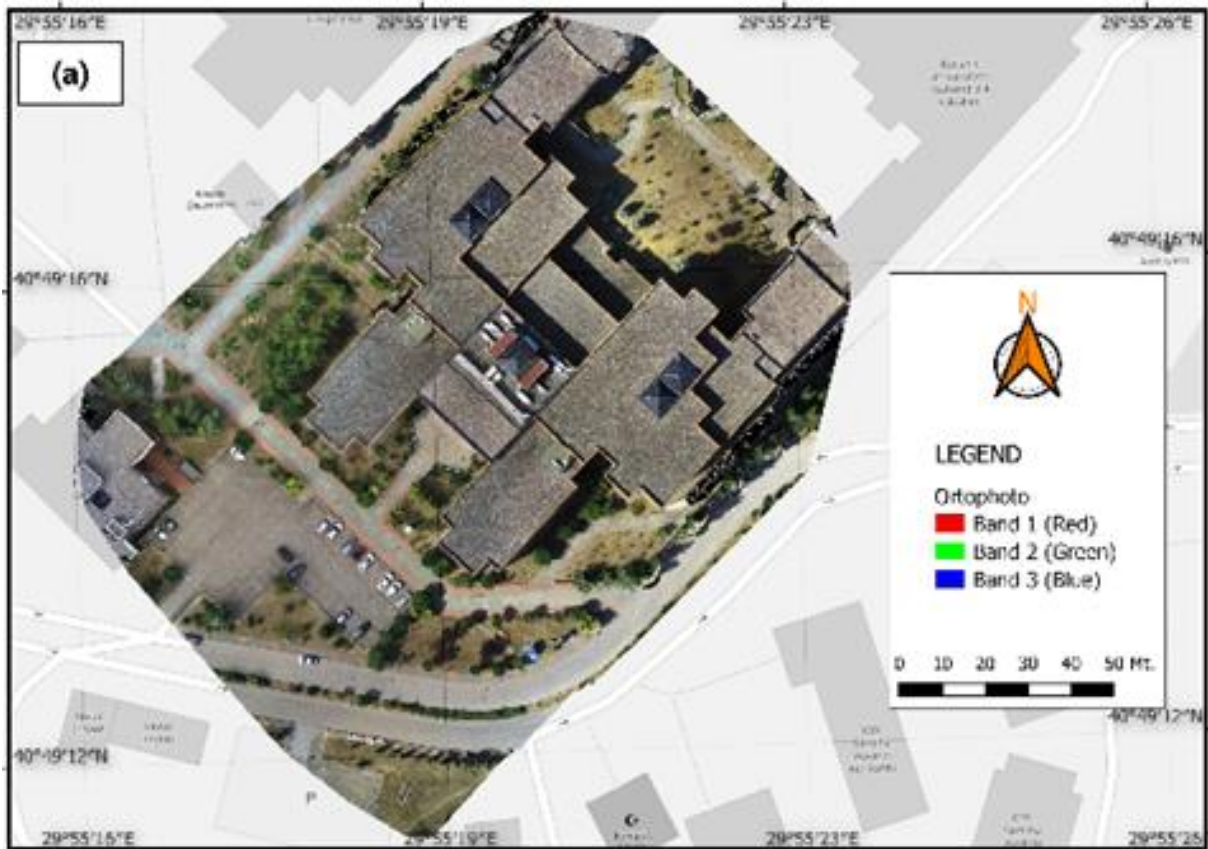 29°55'16"E 29°55'19"E 29°55'23"E 29°55'26"E
(a)
40°49'16"N 40°49'16"N
N
LEGEND
Ortophoto
Band 1 (Red)
Band 2 (Green)
Band 3 (Blue)
0 10 20 30 40 50 Mt.
40°49'12"N 40°49'12"N
P
29°55'16"E 29°55'19"E 29°55'23"E 29°55'26